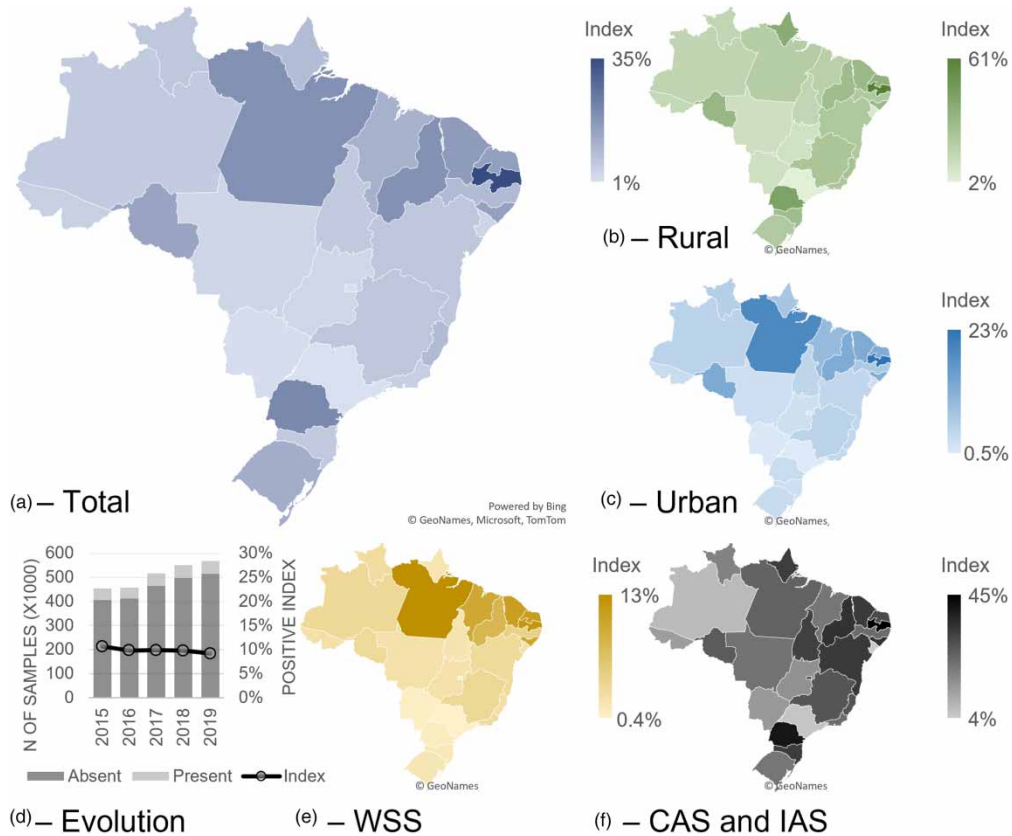 Index
35%
1%
(a) – Total
Powered by Bing
© GeoNames, Microsoft, TomTom
Index
61%
2%
(b) – Rural
© GeoNames,
Index
23%
0.5%
(c) – Urban
© GeoNames,
N OF SAMPLES (X1000)
600
500
400
300
200
100
0
30%
25%
20%
15%
10%
5%
0%
POSITIVE INDEX
2015
2016
2017
2018
2019
Absent Present Index
(d) – Evolution
Index
13%
0.4%
© GeoNames
(e) – WSS
Index
45%
4%
© GeoNames
(f) – CAS and IAS